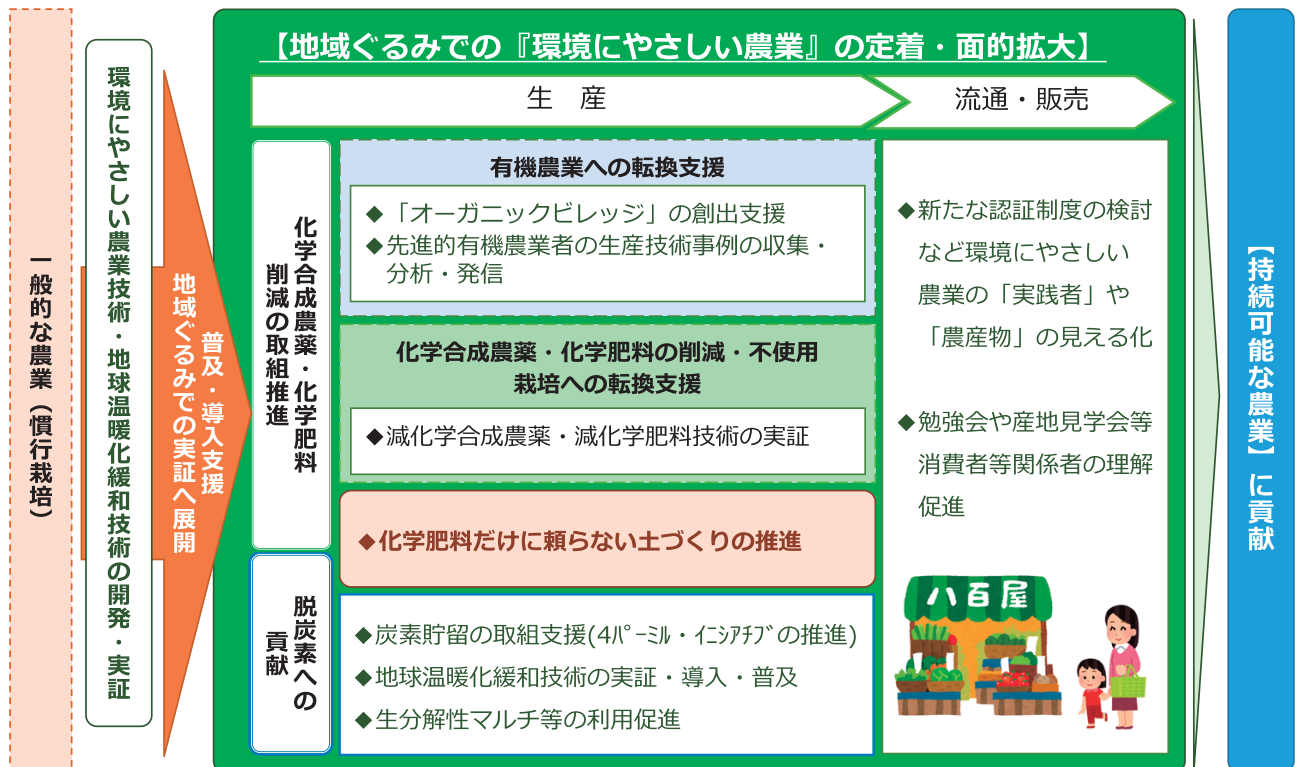 一般的な農業（慣行栽培）
環境にやさしい農業技術・地球温暖化緩和技術の開発・実証
普及・導入支援
地域ぐるみでの実証へ展開
【地域ぐるみでの『環境にやさしい農業』の定着・面的拡大】
生　産
流通・販売
化学合成農薬・化学肥料
削減の取組推進
有機農業への転換支援
◆「オーガニックビレッジ」の創出支援
◆先進的有機農業者の生産技術事例の収集・
分析・発信
化学合成農薬・化学肥料の削減・不使用
栽培への転換支援
◆減化学合成農薬・減化学肥料技術の実証
◆化学肥料だけに頼らない土づくりの推進
脱炭素への
貢献
◆炭素貯留の取組支援(4ﾊﾟｰﾐﾙ・ｲﾆｼｱﾁﾌﾞの推進)
◆地球温暖化緩和技術の実証・導入・普及
◆生分解性マルチ等の利用促進
◆新たな認証制度の検討
など環境にやさしい
農業の「実践者」や
「農産物」の見える化
◆勉強会や産地見学会等
消費者等関係者の理解
促進
八百屋
【持続可能な農業】に貢献